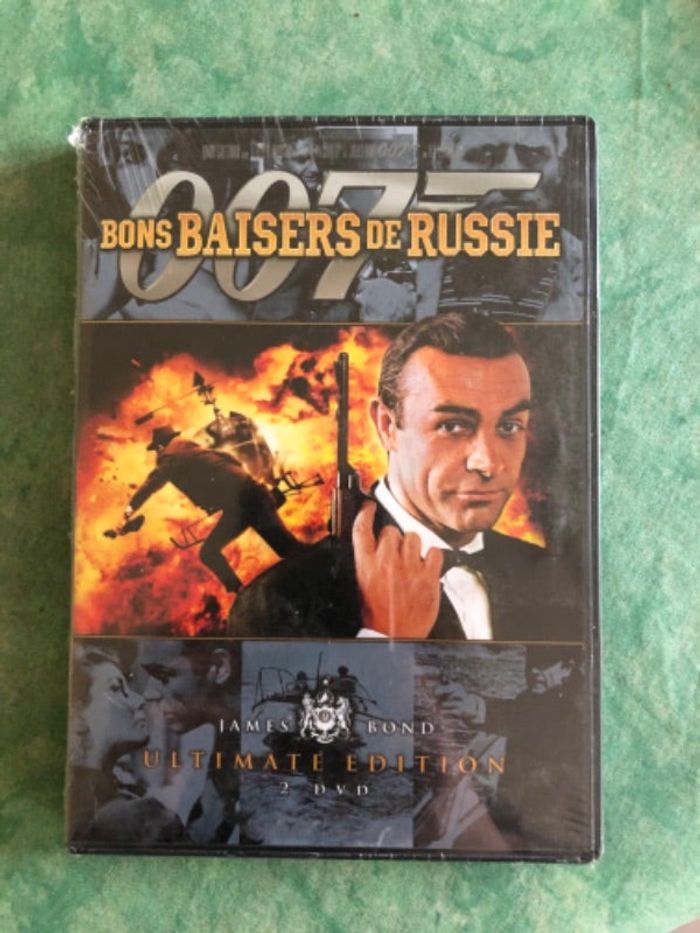 007
BONS BAISERS DE RUSSIE
JAMES BOND
ULTIMATE EDITION
2 DVD